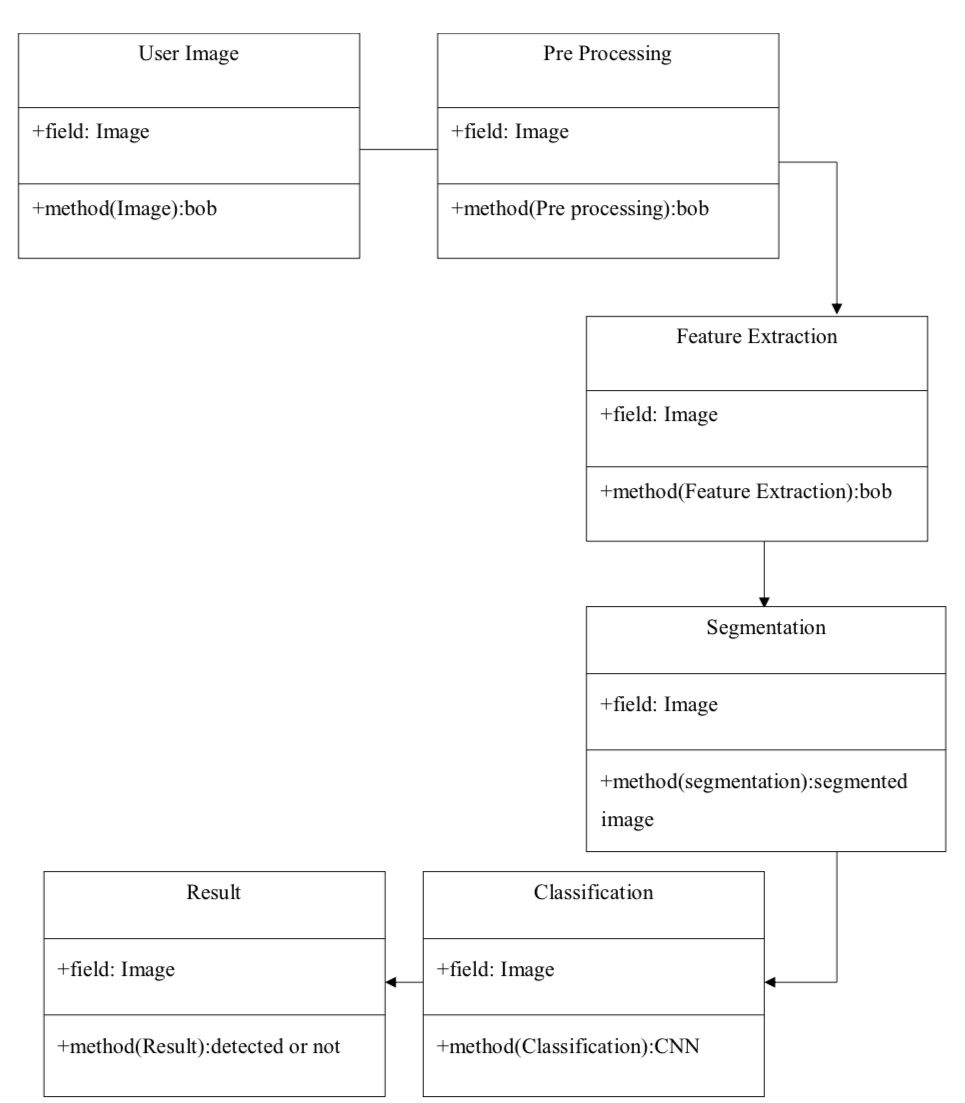 User Image
+field: Image
+method(Image):bob
Pre Processing
+field: Image
+method(Pre processing):bob
Feature Extraction
+field: Image
+method(Feature Extraction):bob
Segmentation
+field: Image
+method(segmentation):segmented
image
Result
+field: Image
+method(Result):detected or not
Classification
+field: Image
+method(Classification):CNN